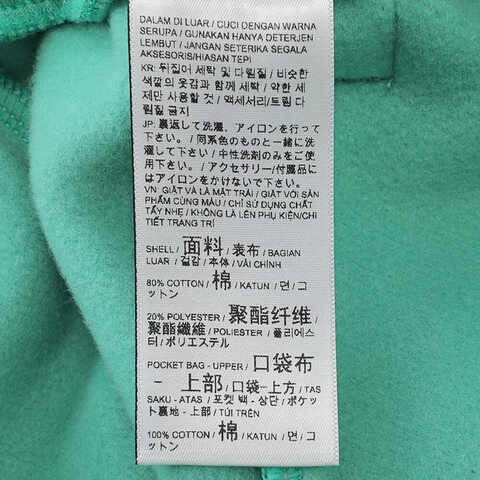 DALAM DI LUAR / CUCI DENGAN WARNA
SERUPA / GUNAKAN HANYA DETERJEN
LEMBUT / JANGAN SETERIKA SEGALA
AKSESORIS/HIASAN TEPI
KR: 뒤집어 세탁 및 다림질 / 비슷한
색깔의 옷감과 함께 세탁 / 약한 세
제만 사용할 것 / 액세서리/트림 다
림질 금지
JP: 裏返して洗濯、アイロンを行って
下さい。/ 同系色のものと一緒に洗
濯して下さい / 中性洗剤のみをご使
用下さい。/ アクセサリー/付属品に
はアイロンをかけないで下さい。
VN: GIẶT VÀ LÀ MẶT TRÁI / GIẶT VỚI SẢN
PHẨM CÙNG MÀU / CHỈ SỬ DỤNG CHẤT
TẨY NHẸ / KHÔNG LÀ LÊN PHỤ KIỆN/CHI
TIẾT TRANG TRÍ
SHELL / 面料 / 表布 / BAGIAN
LUAR / 겉감 / 本体 / VẢI CHÍNH
80% COTTON / 棉 / KATUN / 면 / コ
ットン
20% POLYESTER / 聚酯纤维 /
聚酯纖維 / POLIESTER / 폴리에스
터 / ポリエステル
POCKET BAG - UPPER / 口袋布
- 上部 / 口袋-上方 / TAS
SAKU - ATAS / 포켓 백 - 상단 / ポケッ
ト裏地 - 上部 / TÚI TRÊN
100% COTTON / 棉 / KATUN / 면 / コ
ットン